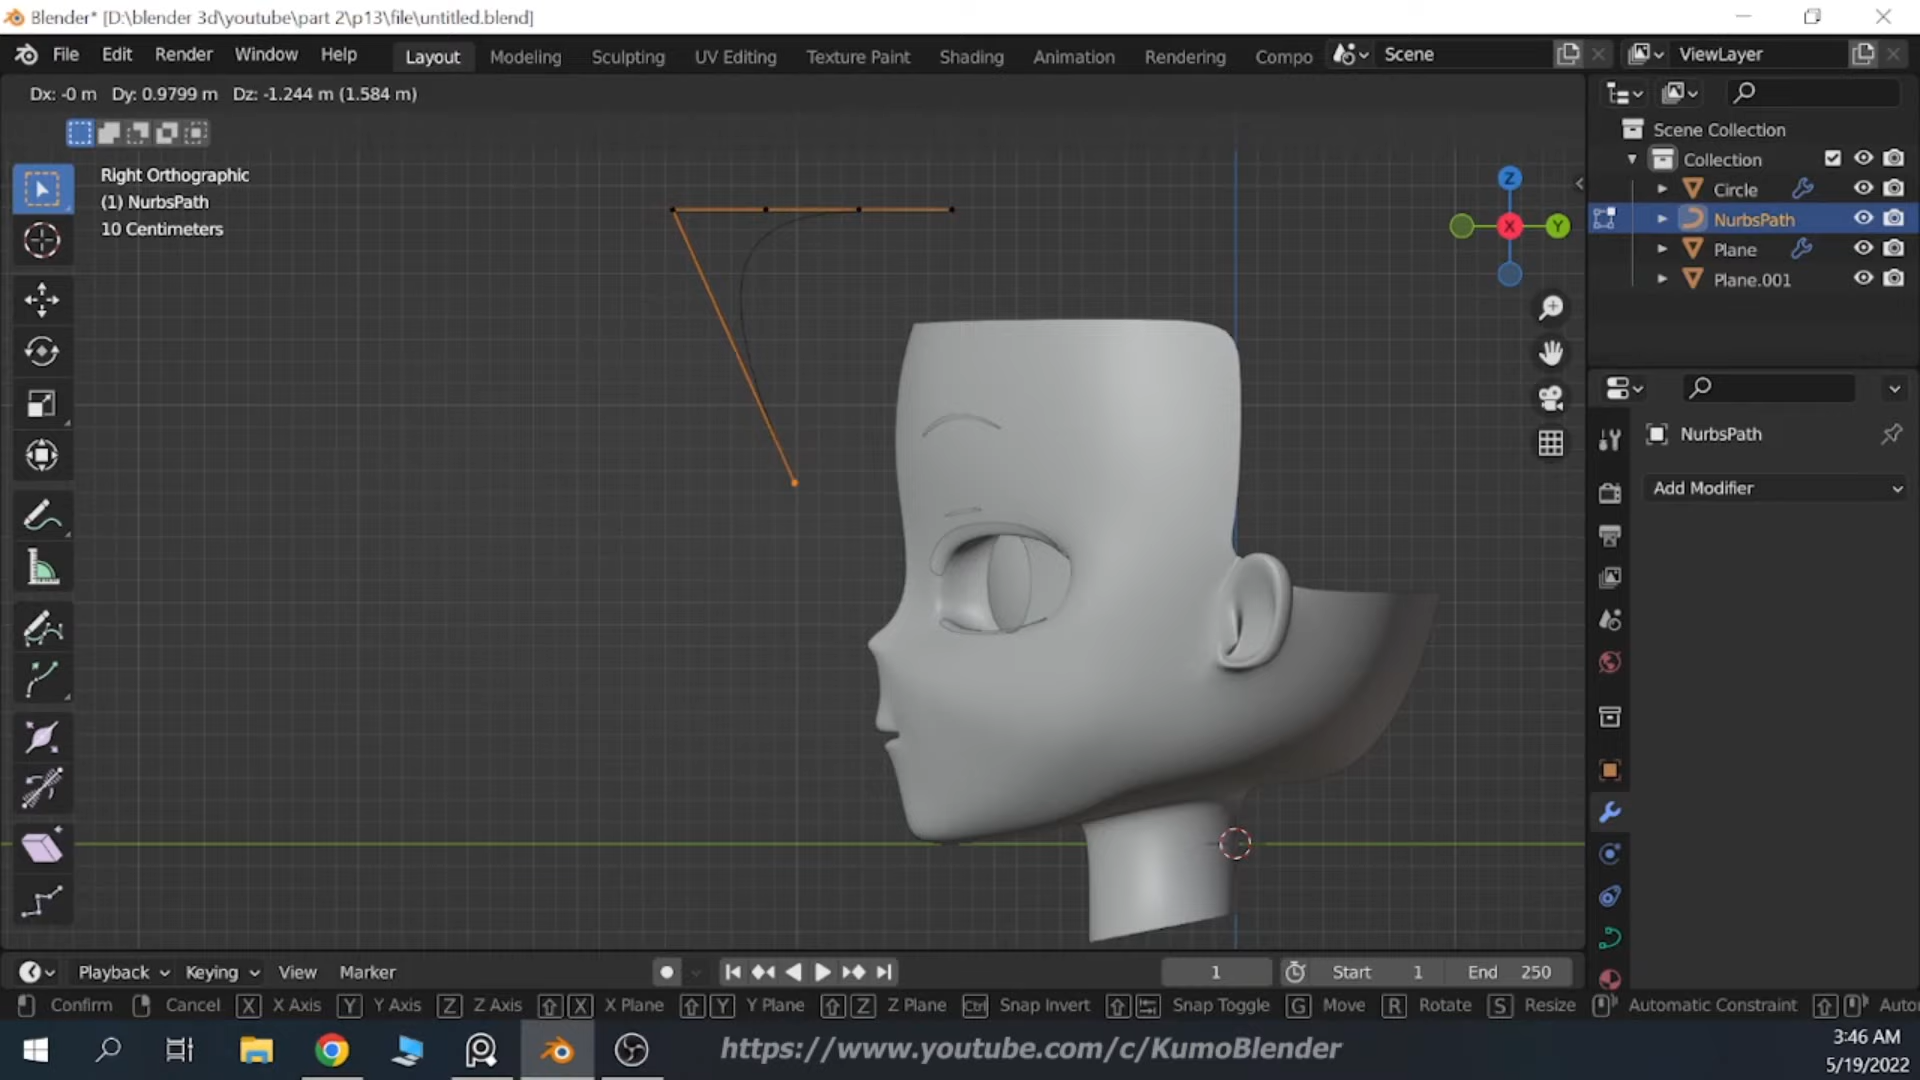 Blender* [D:\blender 3d\youtube\part 2\p13\file\untitled.blend]
File Edit Render Window Help Layout Modeling Sculpting UV Editing Texture Paint Shading Animation Rendering Compo Scene ViewLayer
Dx: -0 m Dy: 0.9799 m Dz: -1.244 m (1.584 m)
Right Orthographic
(1) NurbsPath
10 Centimeters
Z
X
Y
Scene Collection
Collection
Circle
NurbsPath
Plane
Plane.001
NurbsPath
Add Modifier
Playback Keying View Marker 1 Start 1 End 250
Confirm Cancel X X Axis Y Y Axis Z Z Axis X X Plane Y Y Plane Z Z Plane Ctrl Snap Invert Snap Toggle G Move R Rotate S Resize Automatic Constraint Auto
https://www.youtube.com/c/KumoBlender
3:46 AM
5/19/2022